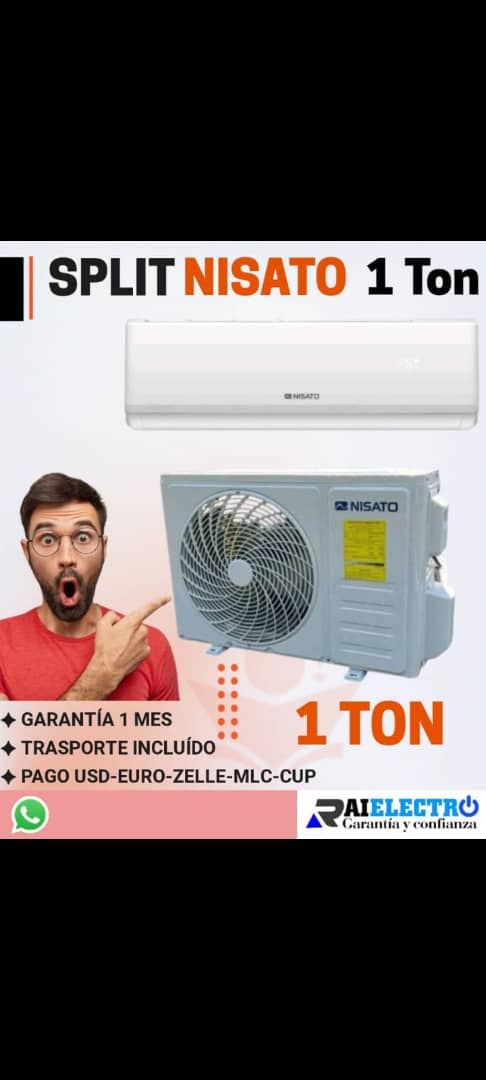 SPLIT NISATO 1 Ton
NISATO
NISATO
1 TON
GARANTÍA 1 MES
TRASPORTE INCLUÍDO
PAGO USD-EURO-ZELLE-MLC-CUP
RAIELECTRO
Garantía y confianza